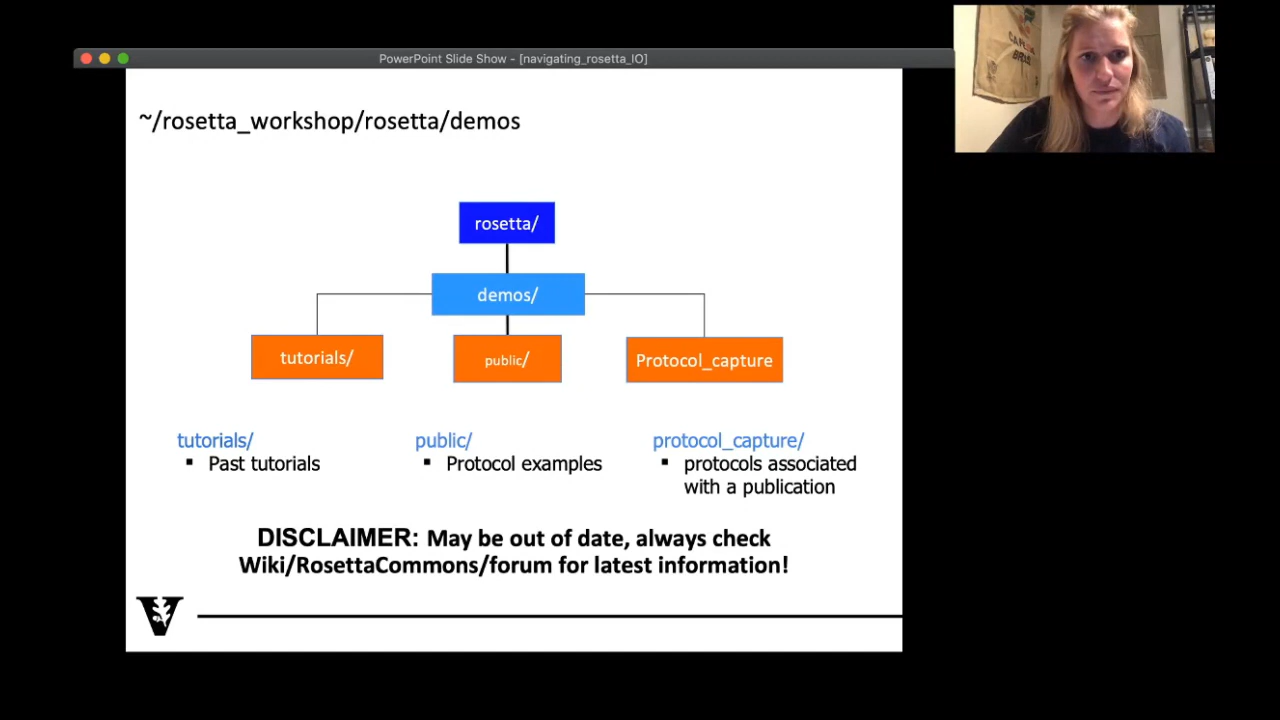 PowerPoint Slide Show - [navigating_rosetta_IO]
~/rosetta_workshop/rosetta/demos
rosetta/
demos/
tutorials/
public/
Protocol_capture
tutorials/
▪ Past tutorials
public/
▪ Protocol examples
protocol_capture/
▪ protocols associated
with a publication
DISCLAIMER: May be out of date, always check
Wiki/RosettaCommons/forum for latest information!
V